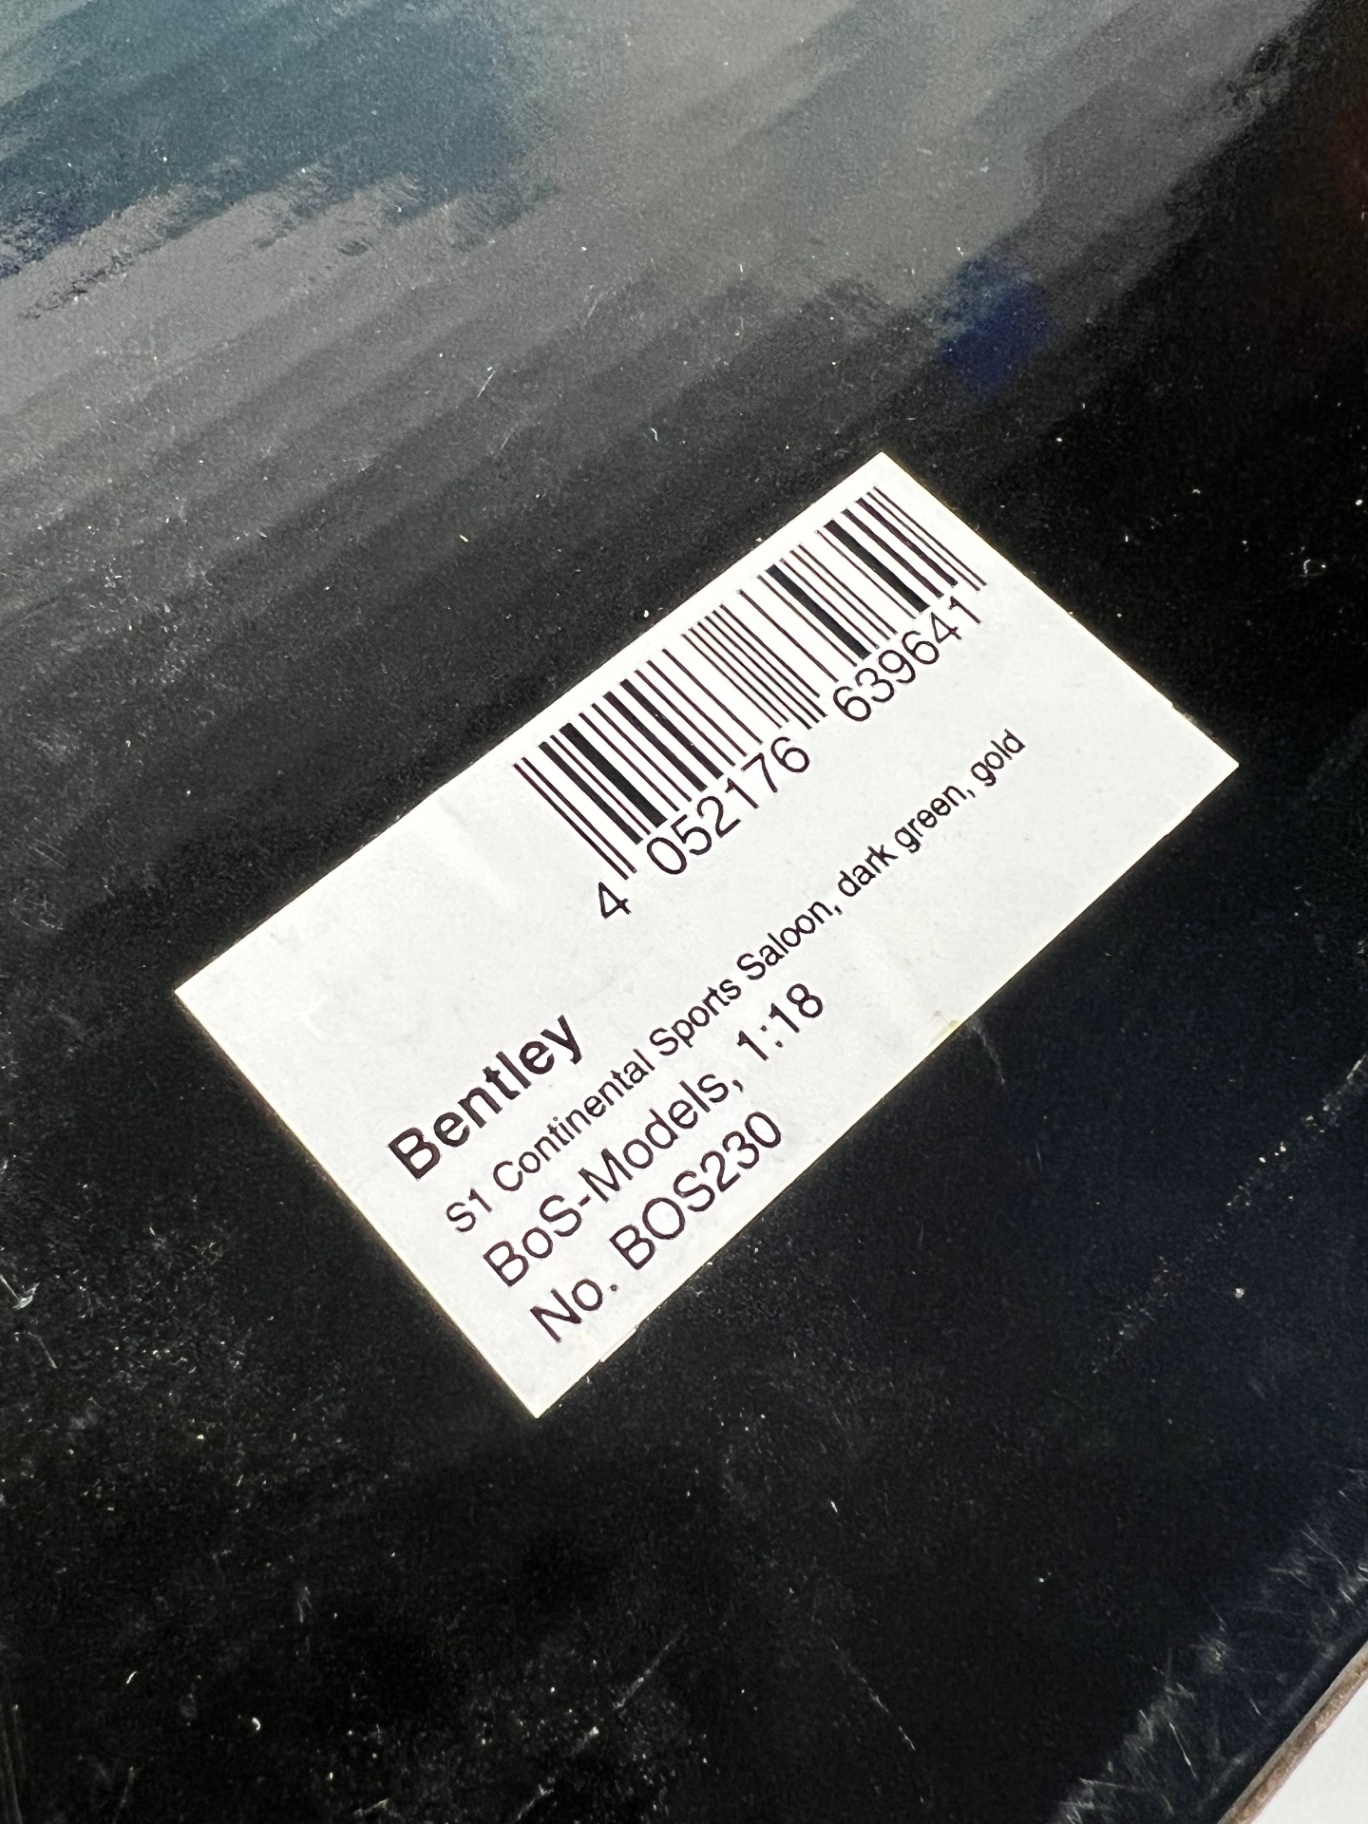 4 052176 639641
Bentley
S1 Continental Sports Saloon, dark green, gold
BoS-Models, 1:18
No. BOS230